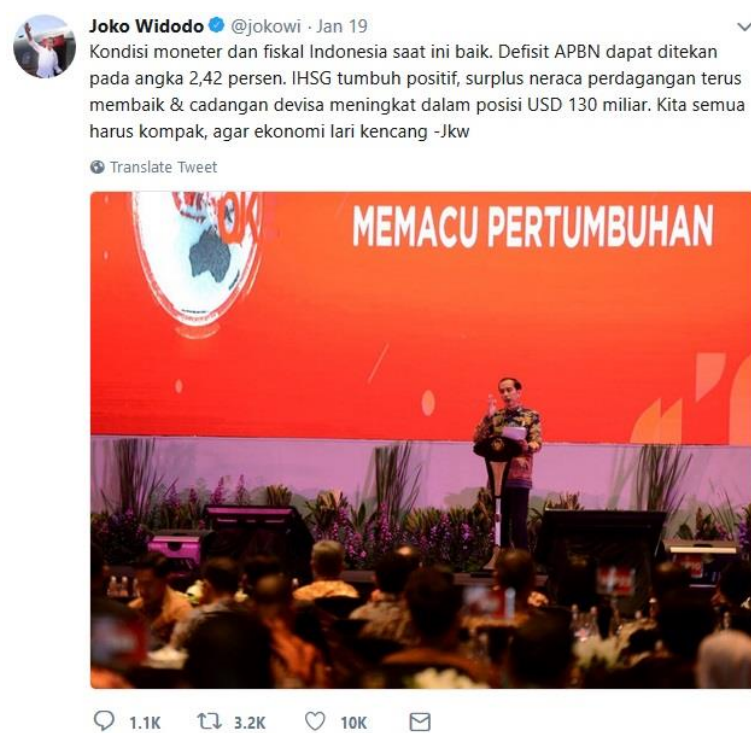 Joko Widodo @jokowi · Jan 19
Kondisi moneter dan fiskal Indonesia saat ini baik. Defisit APBN dapat ditekan
pada angka 2,42 persen. IHSG tumbuh positif, surplus neraca perdagangan terus
membaik & cadangan devisa meningkat dalam posisi USD 130 miliar. Kita semua
harus kompak, agar ekonomi lari kencang -Jkw
Translate Tweet
MEMACU PERTUMBUHAN
1.1K 3.2K 10K